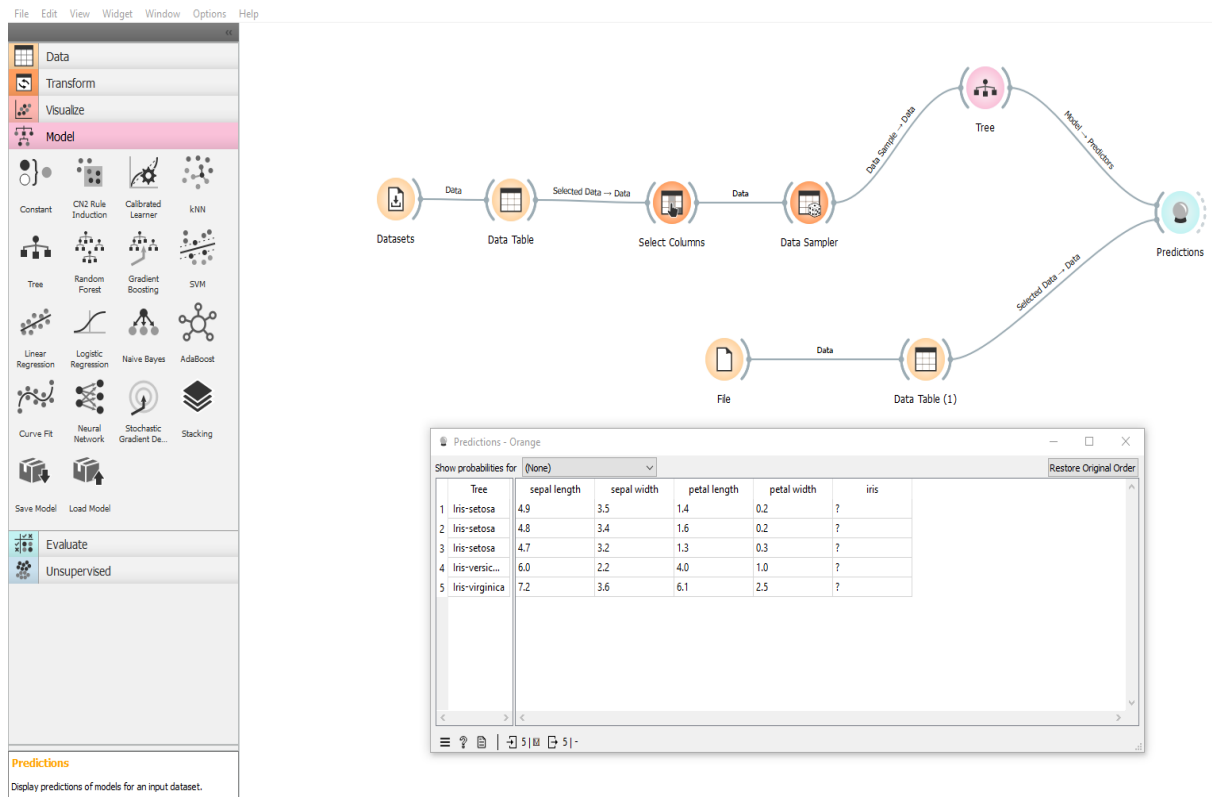 File Edit View Widget Window Options Help
«
Data
Transform
Visualize
Model
Constant
CN2 Rule
Induction
Calibrated
Learner
kNN
Tree
Random
Forest
Gradient
Boosting
SVM
Linear
Regression
Logistic
Regression
Naive Bayes
AdaBoost
Curve Fit
Neural
Network
Stochastic
Gradient De...
Stacking
Save Model
Load Model
Evaluate
Unsupervised
Predictions
Display predictions of models for an input dataset.
Datasets
Data
Data Table
Selected Data → Data
Select Columns
Data
Data Sampler
Data Sample → Data
Tree
Model → Predictors
Predictions
File
Data
Data Table (1)
Selected Data → Data
Predictions - Orange
Show probabilities for (None) Restore Original Order
Tree sepal length sepal width petal length petal width iris
1 Iris-setosa 4.9 3.5 1.4 0.2 ?
2 Iris-setosa 4.8 3.4 1.6 0.2 ?
3 Iris-setosa 4.7 3.2 1.3 0.3 ?
4 Iris-versic... 6.0 2.2 4.0 1.0 ?
5 Iris-virginica 7.2 3.6 6.1 2.5 ?
5 | 5 | -